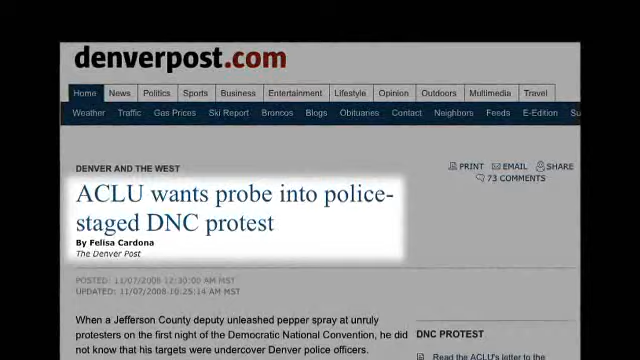 denverpost.com
Home News Politics Sports Business Entertainment Lifestyle Opinion Outdoors Multimedia Travel
Weather Traffic Gas Prices Ski Report Broncos Blogs Obituaries Contact Neighbors Feeds E-Edition Su
DENVER AND THE WEST
PRINT EMAIL SHARE
73 COMMENTS
ACLU wants probe into police-
staged DNC protest
By Felisa Cardona
The Denver Post
POSTED: 11/07/2008 12:30:00 AM MST
UPDATED: 11/07/2008 10:25:14 AM MST
When a Jefferson County deputy unleashed pepper spray at unruly
protesters on the first night of the Democratic National Convention, he did
not know that his targets were undercover Denver police officers.
DNC PROTEST
Read the ACLU's letter to the